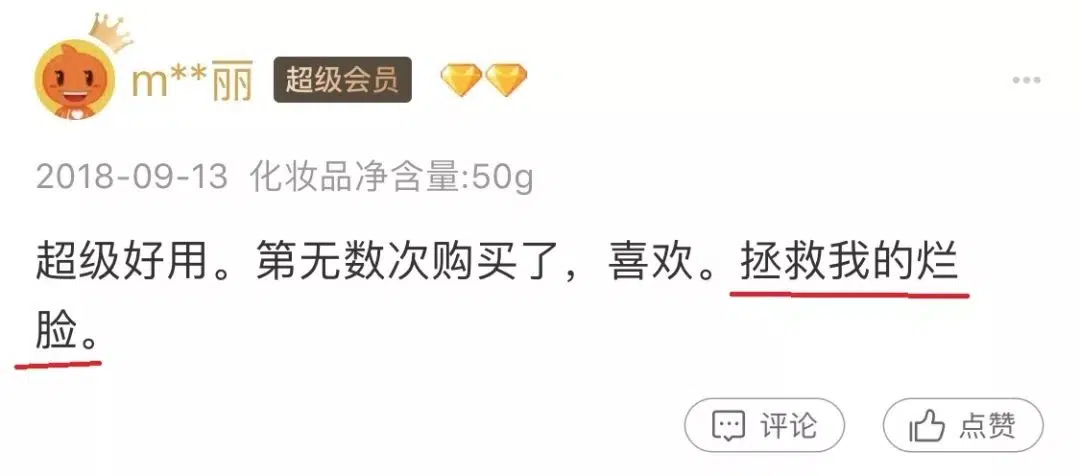 m**丽 超级会员
2018-09-13 化妆品净含量:50g
超级好用。第无数次购买了，喜欢。拯救我的烂
脸。
评论 点赞